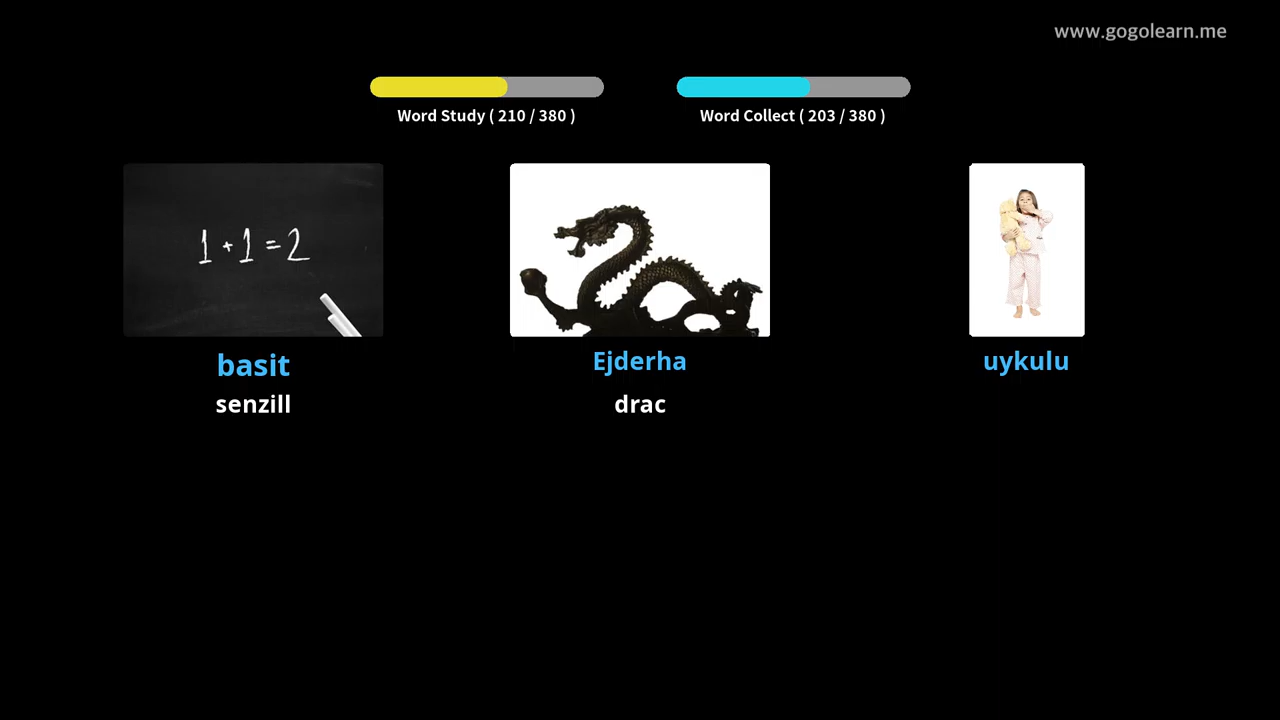 www.gogolearn.me
Word Study ( 210 / 380 )
Word Collect ( 203 / 380 )
1 + 1 = 2
basit
Ejderha
uykulu
senzill
drac